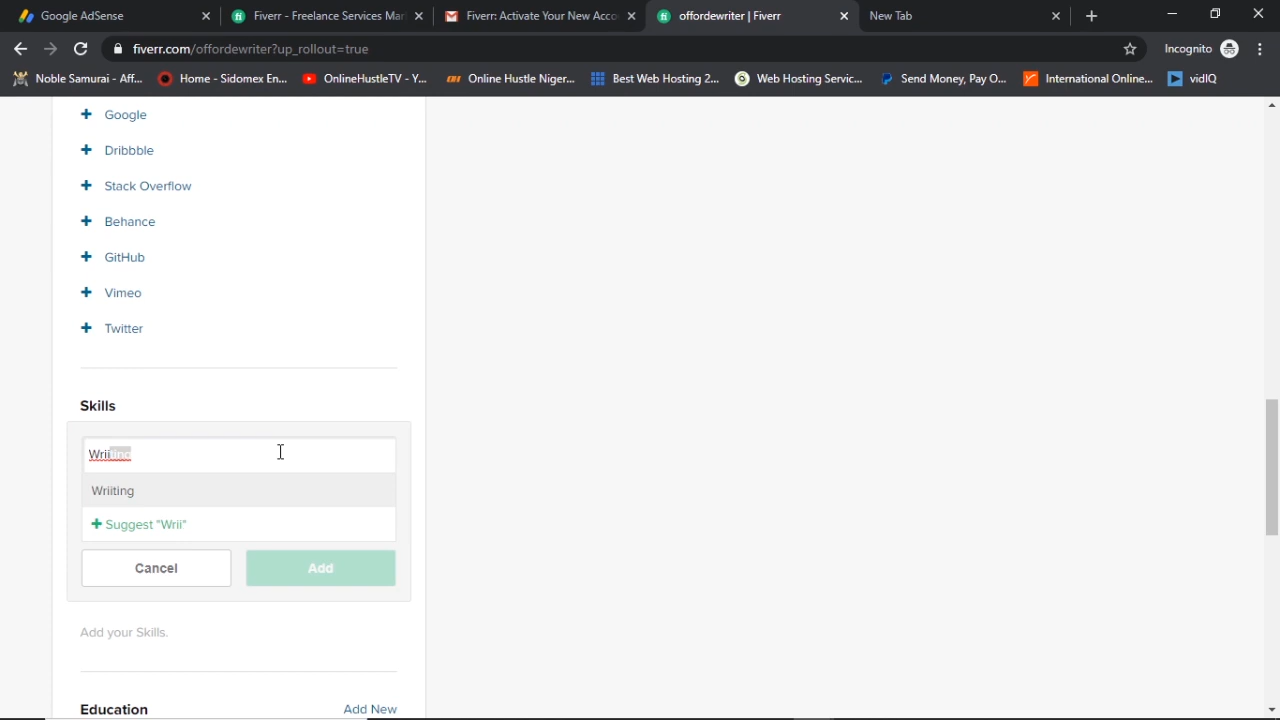 Google AdSense
Fiverr - Freelance Services Mar
Fiverr: Activate Your New Acco
offordewriter | Fiverr
New Tab
fiverr.com/offordewriter?up_rollout=true
Incognito
Noble Samurai - Aff...
Home - Sidomex En...
OnlineHustleTV - Y...
Online Hustle Niger...
Best Web Hosting 2...
Web Hosting Servic...
Send Money, Pay O...
International Online...
vidIQ
Google
Dribbble
Stack Overflow
Behance
GitHub
Vimeo
Twitter
Skills
Wriiting
Wriiting
Suggest "Wrii"
Cancel
Add
Add your Skills.
Education
Add New